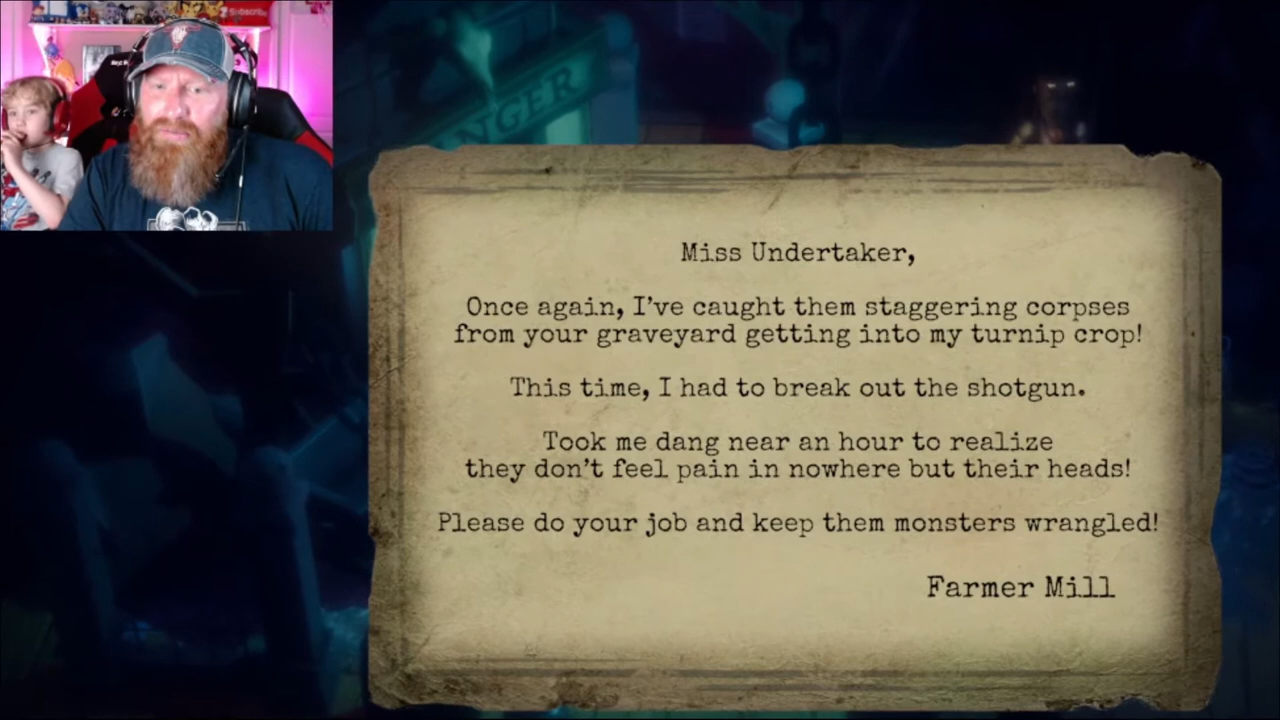 Subscribe
NGER
Miss Undertaker,
Once again, I've caught them staggering corpses
from your graveyard getting into my turnip crop!
This time, I had to break out the shotgun.
Took me dang near an hour to realize
they don't feel pain in nowhere but their heads!
Please do your job and keep them monsters wrangled!
Farmer Mill